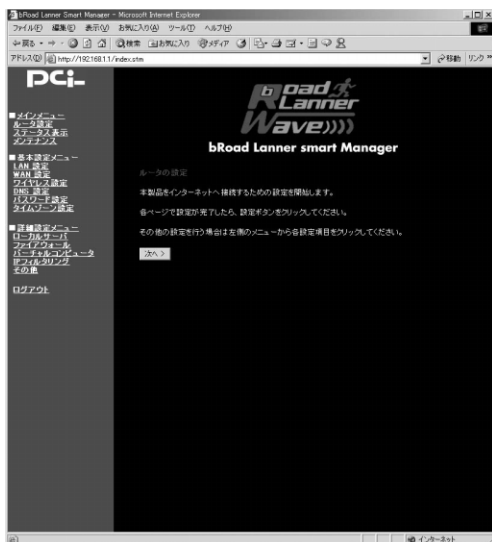 bRoad Lanner Smart Manager - Microsoft Internet Explorer
ファイル(F) 編集(E) 表示(V) お気に入り(A) ツール(T) ヘルプ(H)
戻る 検索 お気に入り メディア
アドレス(D) http://192.168.1.1/index.stm 移動 リンク »
PCi
bRoad
Lanner
Wave))))
bRoad Lanner smart Manager
■メインメニュー
ルータ設定
ステータス表示
メンテナンス
■基本設定メニュー
LAN 設定
WAN 設定
ワイヤレス設定
DNS 設定
パスワード設定
タイムゾーン設定
■詳細設定メニュー
ローカルサーバ
ファイアウォール
バーチャルコンピュータ
IPフィルタリング
その他
ログアウト
ルータの設定
本製品をインターネットへ接続するための設定を開始します。
各ページで設定が完了したら、設定ボタンをクリックしてください。
その他の設定を行う場合は左側のメニューから各設定項目をクリックしてください。
次へ >
インターネット